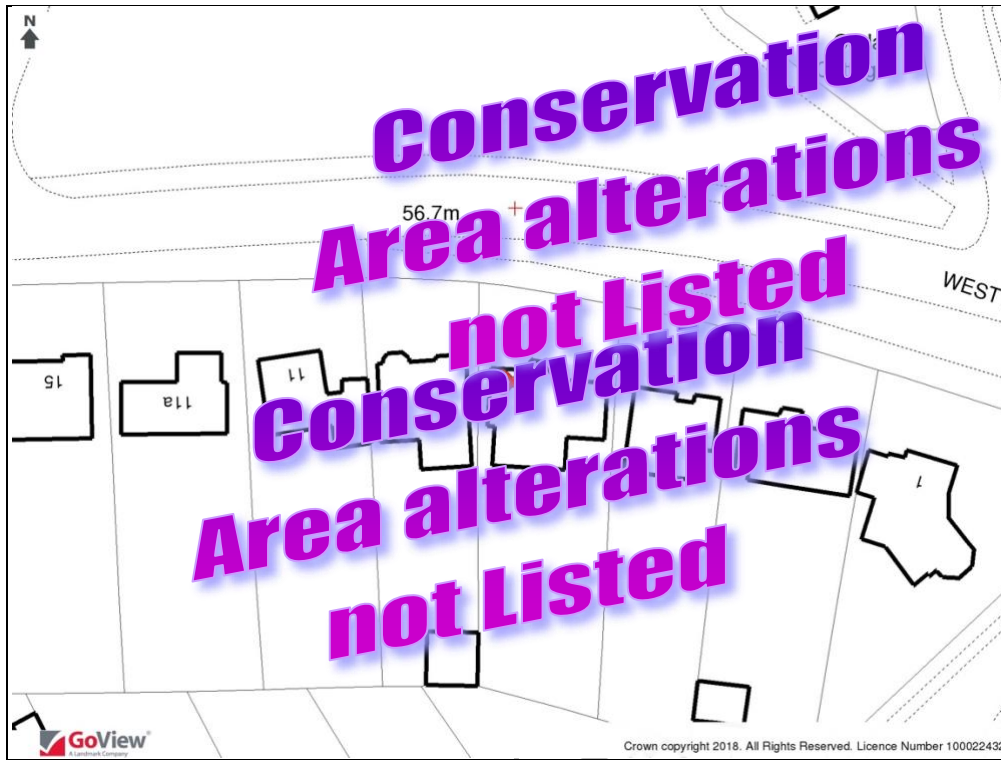 N
Conservation
Area alterations
not Listed
56.7m
WEST
Conservation
Area alterations
not Listed
15
11a
11
1
GoView
A Landmark Company
Crown copyright 2018. All Rights Reserved. Licence Number 100022432